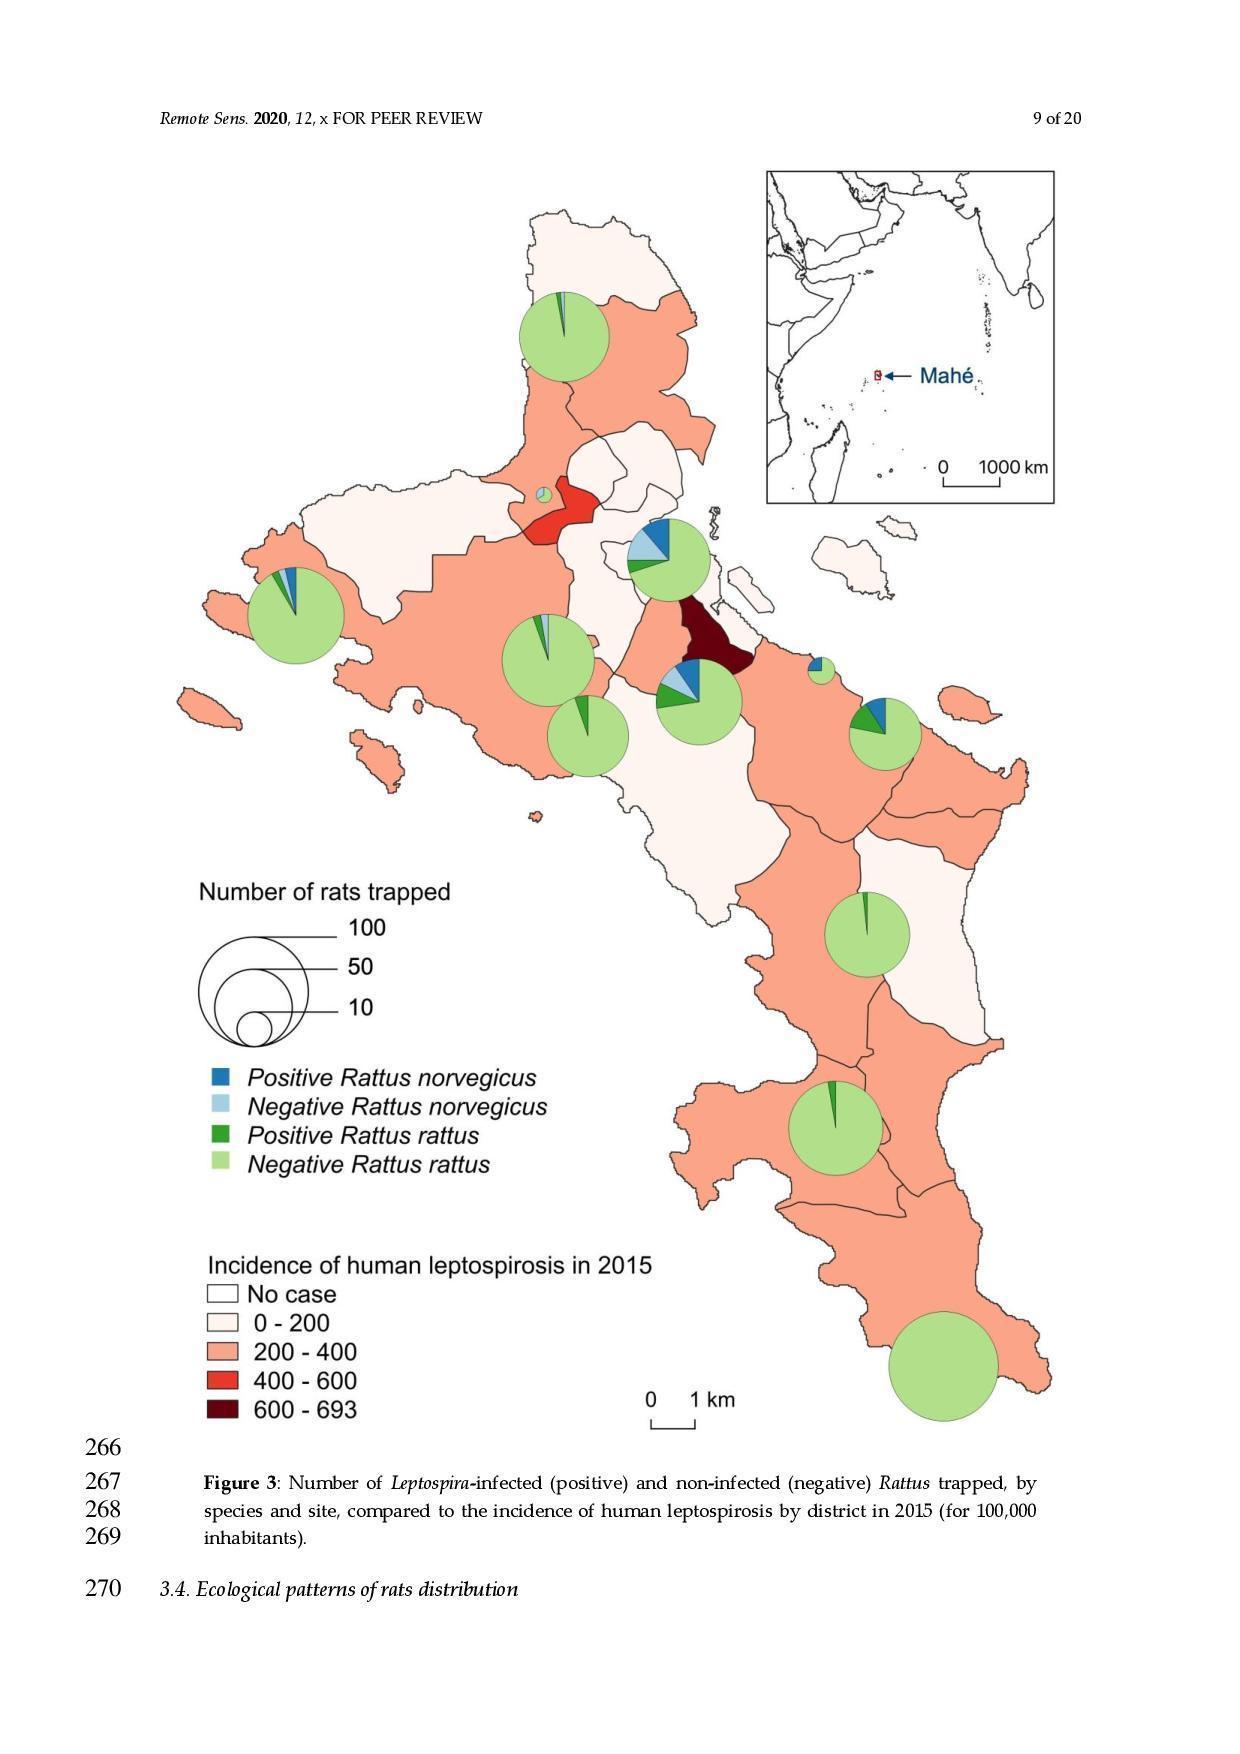 Remote Sens. 2020, 12, x FOR PEER REVIEW 9 of 20
Mahé
0 1000 km
Number of rats trapped
100
50
10
Positive Rattus norvegicus
Negative Rattus norvegicus
Positive Rattus rattus
Negative Rattus rattus
Incidence of human leptospirosis in 2015
No case
0 - 200
200 - 400
400 - 600
600 - 693
0 1 km
266
267 Figure 3: Number of Leptospira-infected (positive) and non-infected (negative) Rattus trapped, by
268 species and site, compared to the incidence of human leptospirosis by district in 2015 (for 100,000
269 inhabitants).
270 3.4. Ecological patterns of rats distribution